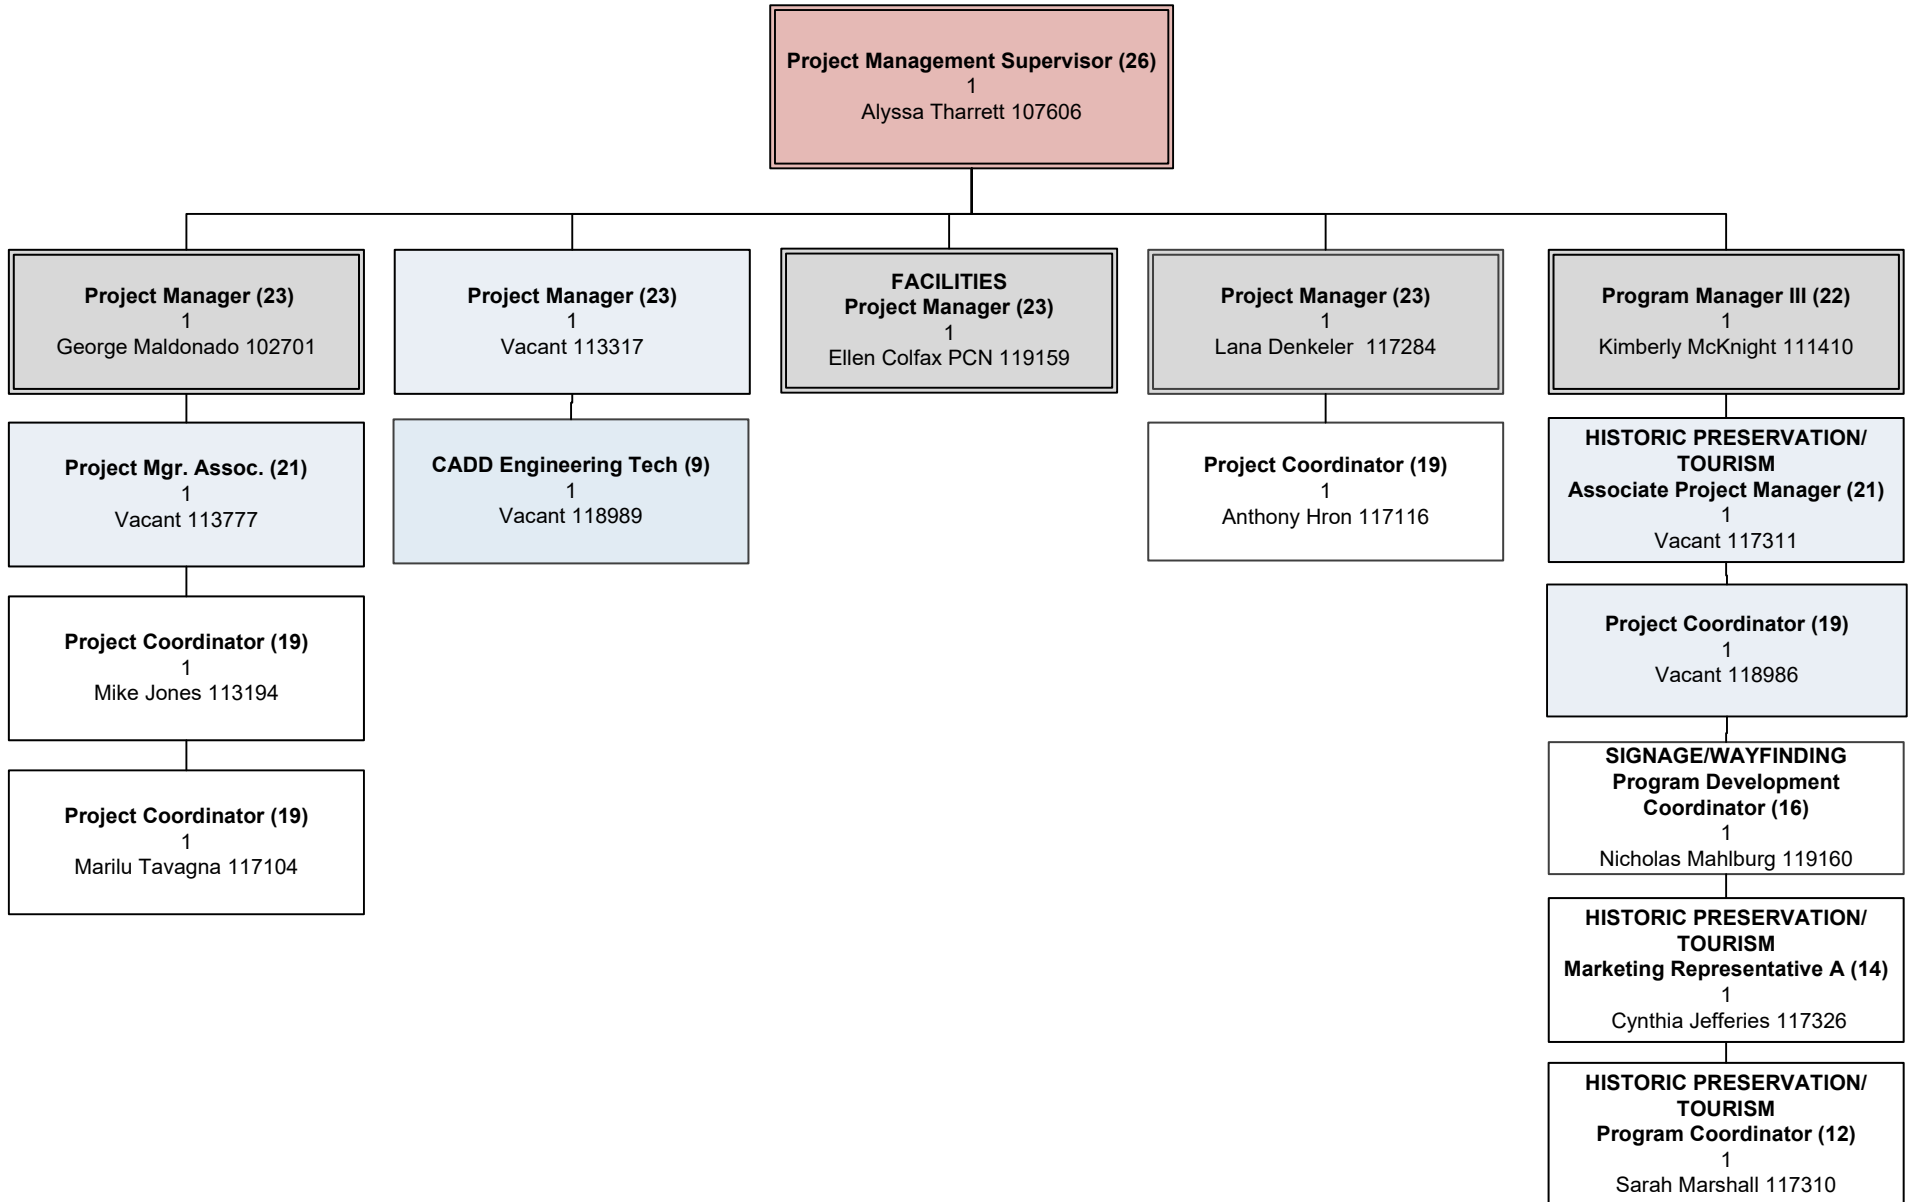 Project Management Supervisor (26)
1
Alyssa Tharrett 107606
Project Manager (23)
1
George Maldonado 102701
Project Mgr. Assoc. (21)
1
Vacant 113777
Project Coordinator (19)
1
Mike Jones 113194
Project Coordinator (19)
1
Marilu Tavagna 117104
Project Manager (23)
1
Vacant 113317
CADD Engineering Tech (9)
1
Vacant 118989
FACILITIES
Project Manager (23)
1
Ellen Colfax PCN 119159
Project Manager (23)
1
Lana Denkeler 117284
Project Coordinator (19)
1
Anthony Hron 117116
Program Manager III (22)
1
Kimberly McKnight 111410
HISTORIC PRESERVATION/
TOURISM
Associate Project Manager (21)
1
Vacant 117311
Project Coordinator (19)
1
Vacant 118986
SIGNAGE/WAYFINDING
Program Development
Coordinator (16)
1
Nicholas Mahlburg 119160
HISTORIC PRESERVATION/
TOURISM
Marketing Representative A (14)
1
Cynthia Jefferies 117326
HISTORIC PRESERVATION/
TOURISM
Program Coordinator (12)
1
Sarah Marshall 117310